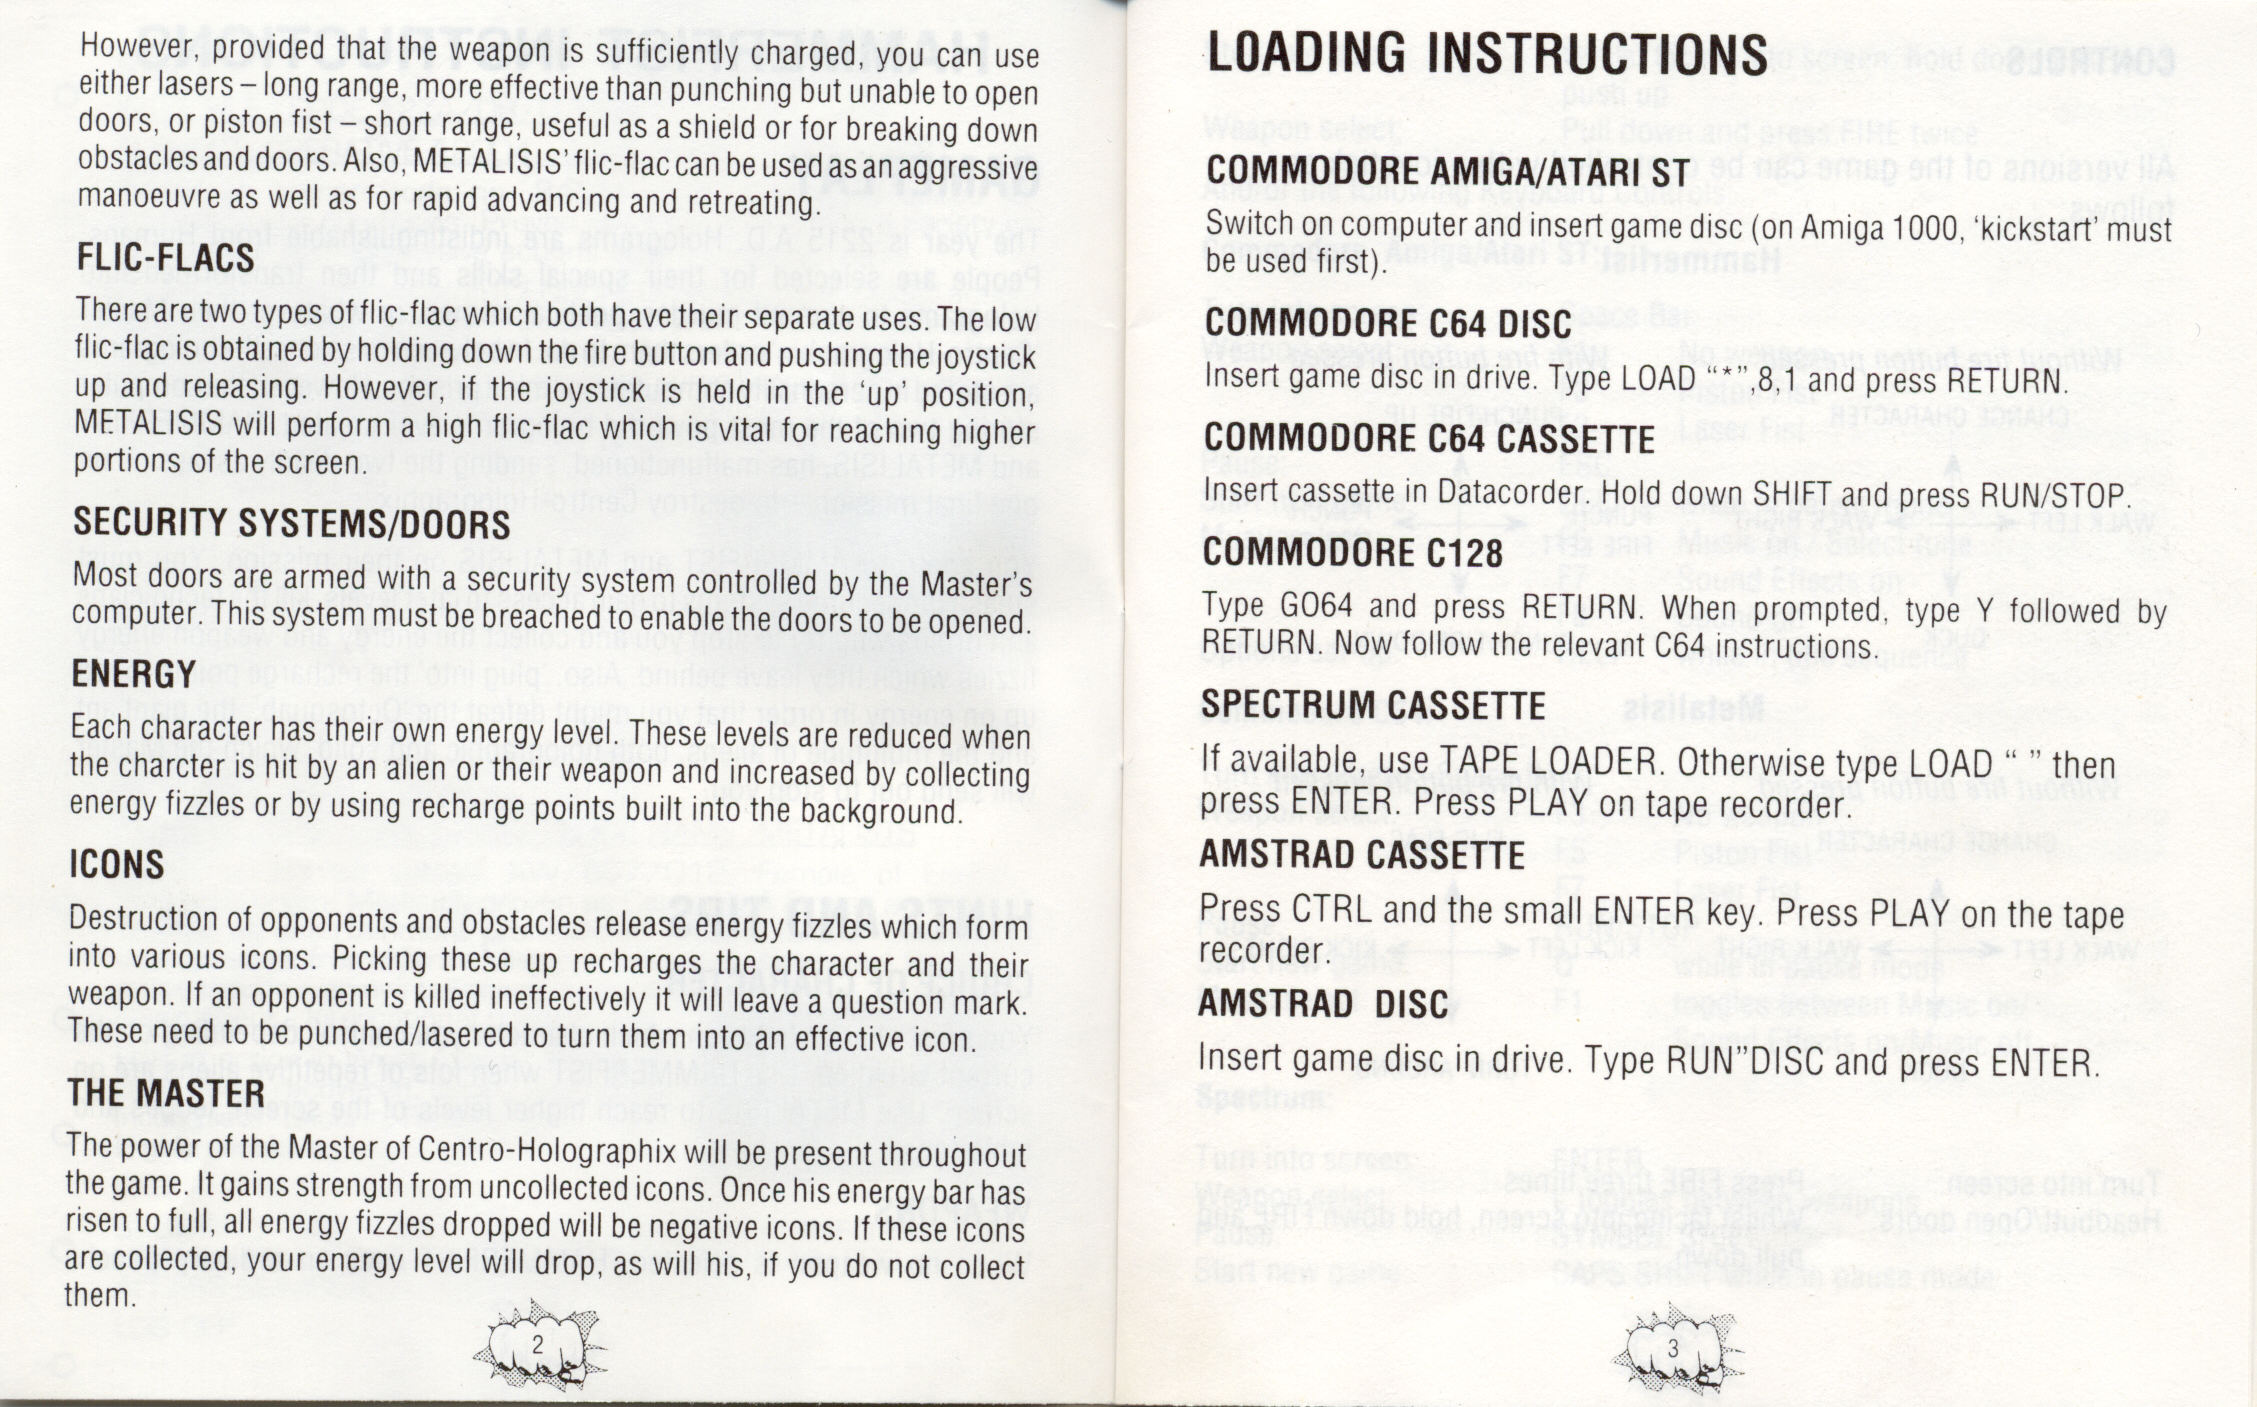 However, provided that the weapon is sufficiently charged, you can use
either lasers – long range, more effective than punching but unable to open
doors, or piston fist – short range, useful as a shield or for breaking down
obstacles and doors. Also, METALISIS' flic-flac can be used as an aggressive
manoeuvre as well as for rapid advancing and retreating.
FLIC-FLACS
There are two types of flic-flac which both have their separate uses. The low
flic-flac is obtained by holding down the fire button and pushing the joystick
up and releasing. However, if the joystick is held in the ‘up’ position,
METALISIS will perform a high flic-flac which is vital for reaching higher
portions of the screen.
SECURITY SYSTEMS/DOORS
Most doors are armed with a security system controlled by the Master's
computer. This system must be breached to enable the doors to be opened.
ENERGY
Each character has their own energy level. These levels are reduced when
the charcter is hit by an alien or their weapon and increased by collecting
energy fizzles or by using recharge points built into the background.
ICONS
Destruction of opponents and obstacles release energy fizzles which form
into various icons. Picking these up recharges the character and their
weapon. If an opponent is killed ineffectively it will leave a question mark.
These need to be punched/lasered to turn them into an effective icon.
THE MASTER
The power of the Master of Centro-Holographix will be present throughout
the game. It gains strength from uncollected icons. Once his energy bar has
risen to full, all energy fizzles dropped will be negative icons. If these icons
are collected, your energy level will drop, as will his, if you do not collect
them.
2
LOADING INSTRUCTIONS
COMMODORE AMIGA/ATARI ST
Switch on computer and insert game disc (on Amiga 1000, ‘kickstart’ must
be used first).
COMMODORE C64 DISC
Insert game disc in drive. Type LOAD “*”,8,1 and press RETURN.
COMMODORE C64 CASSETTE
Insert cassette in Datacorder. Hold down SHIFT and press RUN/STOP.
COMMODORE C128
Type GO64 and press RETURN. When prompted, type Y followed by
RETURN. Now follow the relevant C64 instructions.
SPECTRUM CASSETTE
If available, use TAPE LOADER. Otherwise type LOAD “ ” then
press ENTER. Press PLAY on tape recorder.
AMSTRAD CASSETTE
Press CTRL and the small ENTER key. Press PLAY on the tape
recorder.
AMSTRAD DISC
Insert game disc in drive. Type RUN”DISC and press ENTER.
3